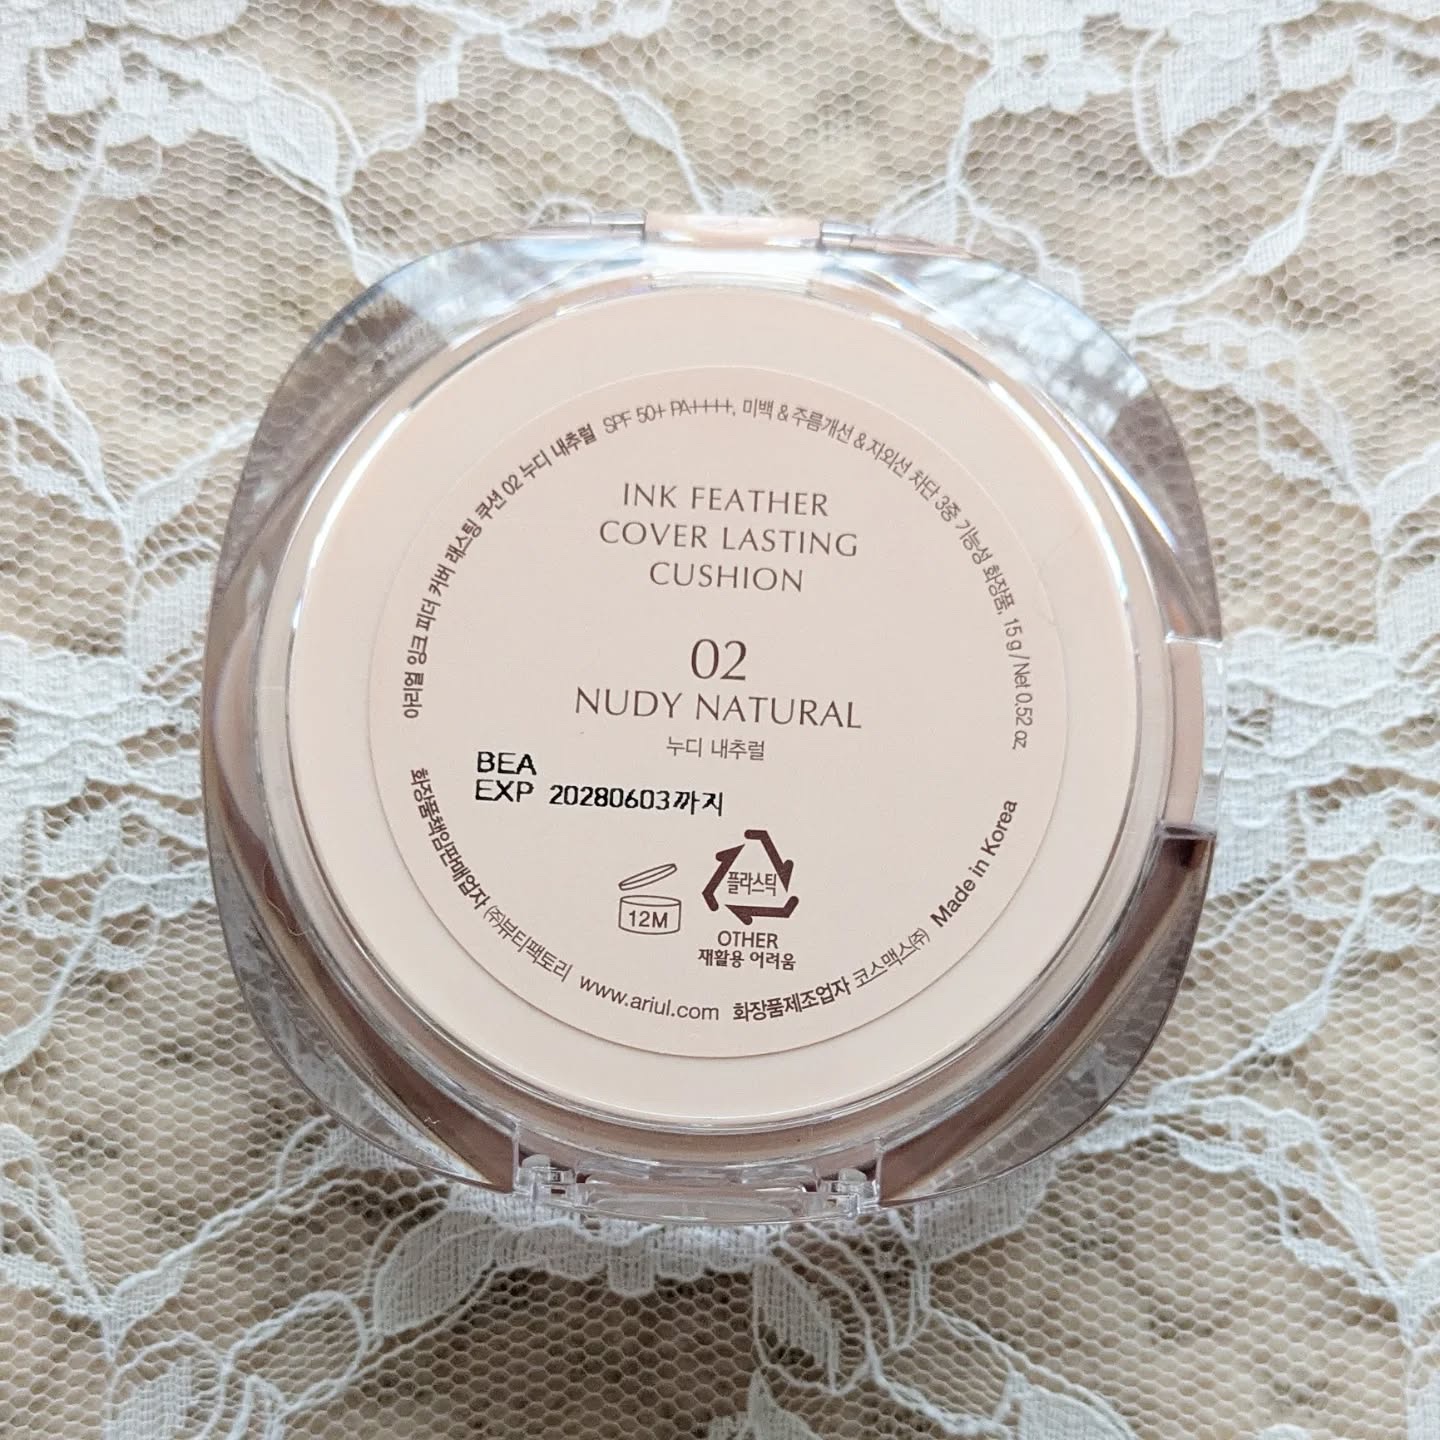 아리얼 잉크 피더 커버 래스팅 쿠션 02 누디 내추럴 SPF 50+ PA++++, 미백 & 주름개선 & 자외선 차단 3중 기능성 화장품, 15 g / Net 0.52 oz
INK FEATHER
COVER LASTING
CUSHION
02
NUDY NATURAL
누디 내추럴
BEA
EXP 20280603까지
12M
플라스틱
OTHER
재활용 어려움
화장품책임판매업자 (주)뷰티팩토리 www.ariul.com 화장품제조업자 코스맥스(주) Made in Korea